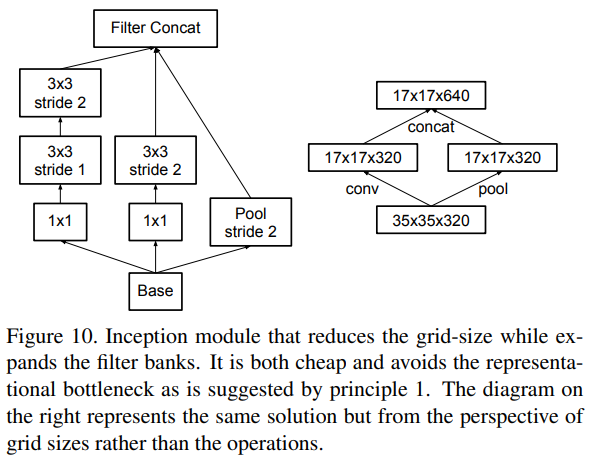 Filter Concat
3x3
stride 2
3x3
stride 1
3x3
stride 2
1x1
1x1
Pool
stride 2
Base
17x17x640
concat
17x17x320
17x17x320
conv
pool
35x35x320
Figure 10. Inception module that reduces the grid-size while ex-
pands the filter banks. It is both cheap and avoids the representa-
tional bottleneck as is suggested by principle 1. The diagram on
the right represents the same solution but from the perspective of
grid sizes rather than the operations.